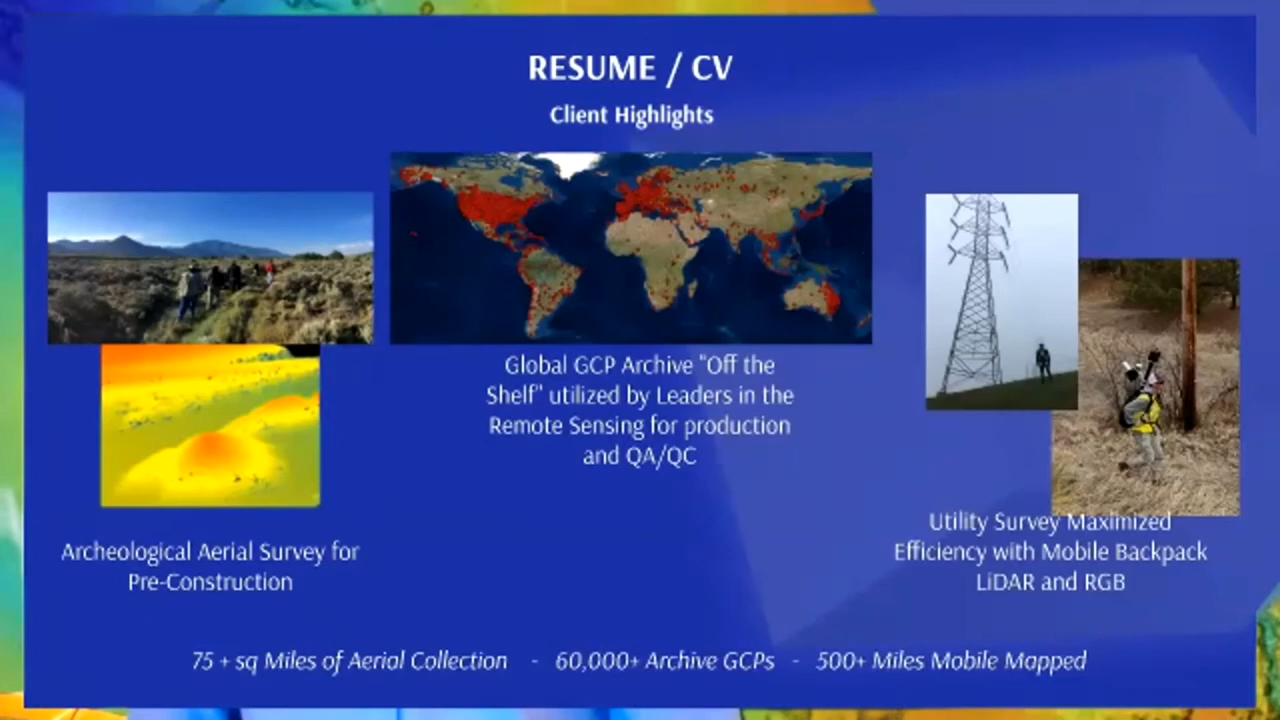 RESUME / CV
Client Highlights
Global GCP Archive "Off the
Shelf" utilized by Leaders in the
Remote Sensing for production
and QA/QC
Archeological Aerial Survey for
Pre-Construction
Utility Survey Maximized
Efficiency with Mobile Backpack
LiDAR and RGB
75 + sq Miles of Aerial Collection - 60,000+ Archive GCPs - 500+ Miles Mobile Mapped